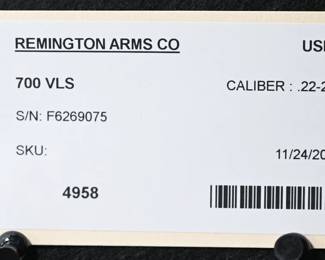 REMINGTON ARMS CO
700 VLS CALIBER : .22-2
S/N: F6269075
SKU: 11/24/20
4958